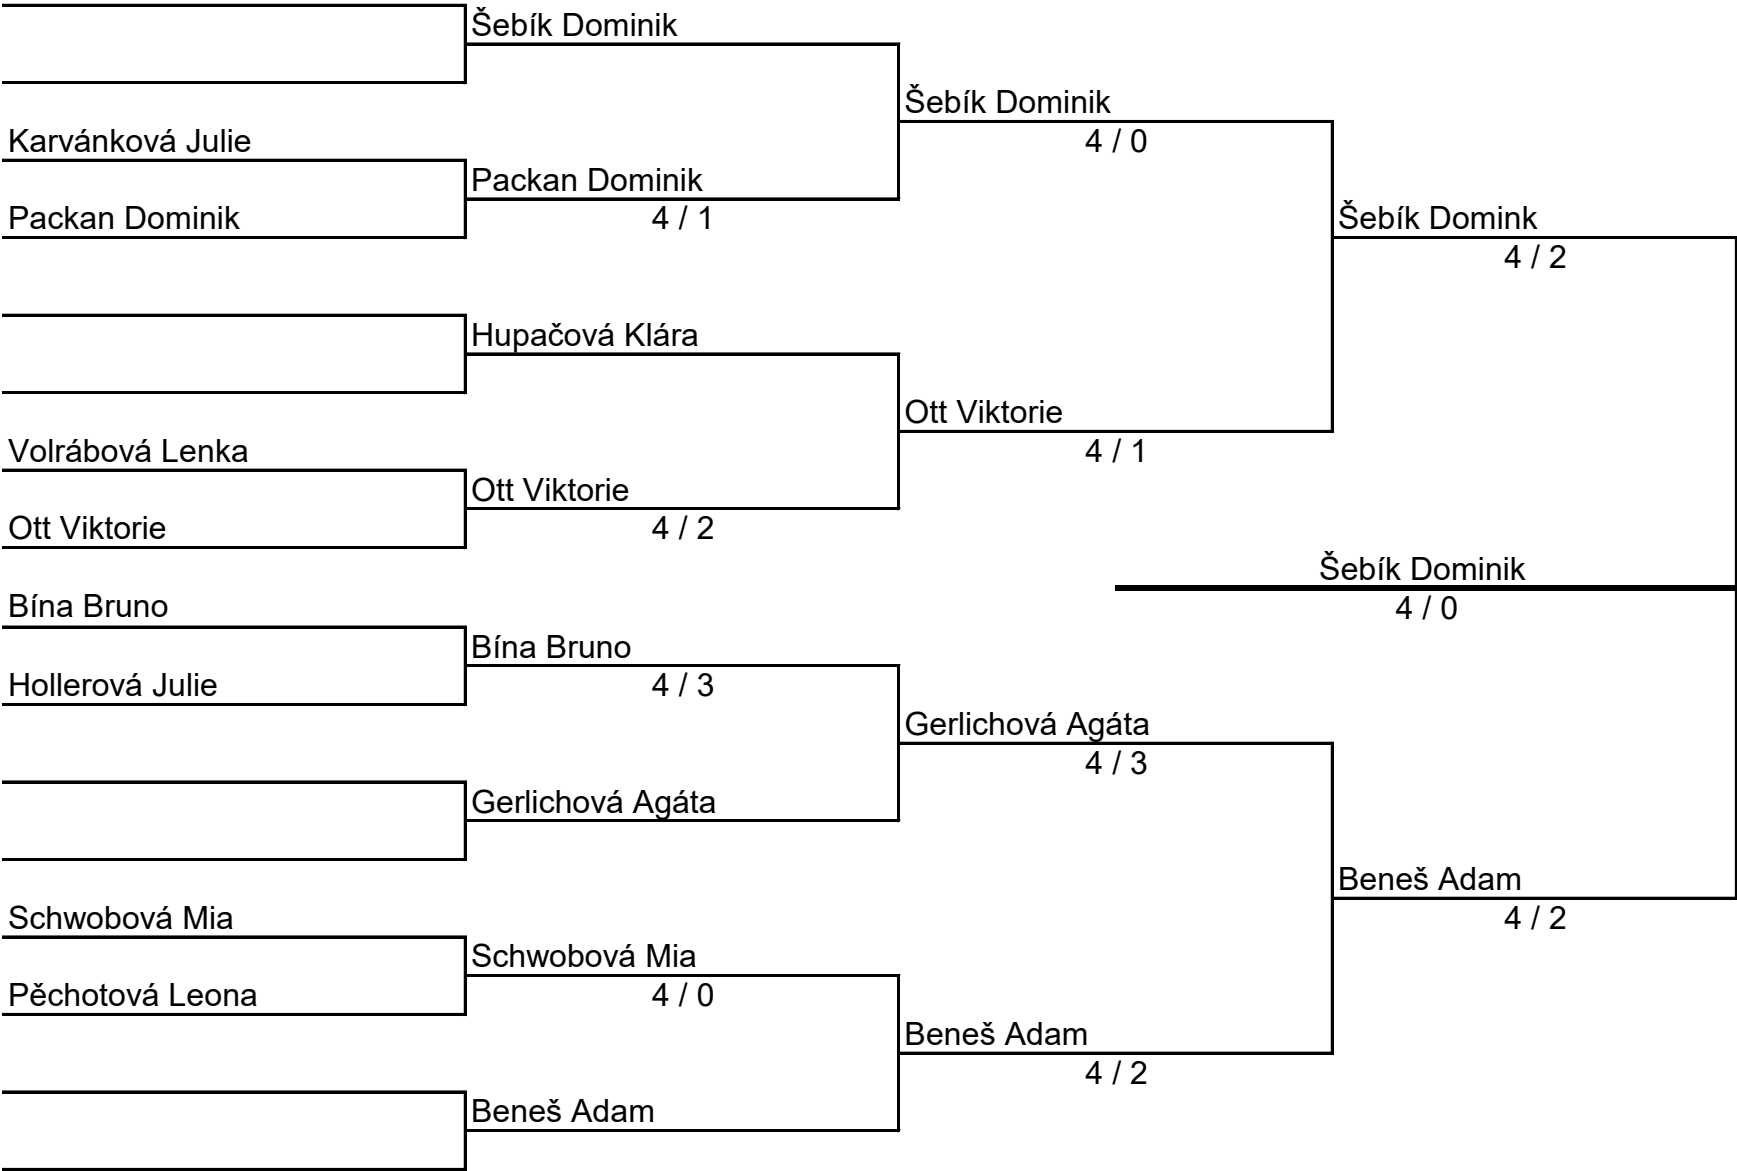 Šebík Dominik
Šebík Dominik
Karvánková Julie
4 / 0
Packan Dominik
Packan Dominik
4 / 1
Šebík Domink
4 / 2
Hupačová Klára
Ott Viktorie
Volrábová Lenka
4 / 1
Ott Viktorie
Ott Viktorie
4 / 2
Šebík Dominik
4 / 0
Bína Bruno
Bína Bruno
Hollerová Julie
4 / 3
Gerlichová Agáta
4 / 3
Gerlichová Agáta
Beneš Adam
4 / 2
Schwobová Mia
Schwobová Mia
Pěchotová Leona
4 / 0
Beneš Adam
4 / 2
Beneš Adam